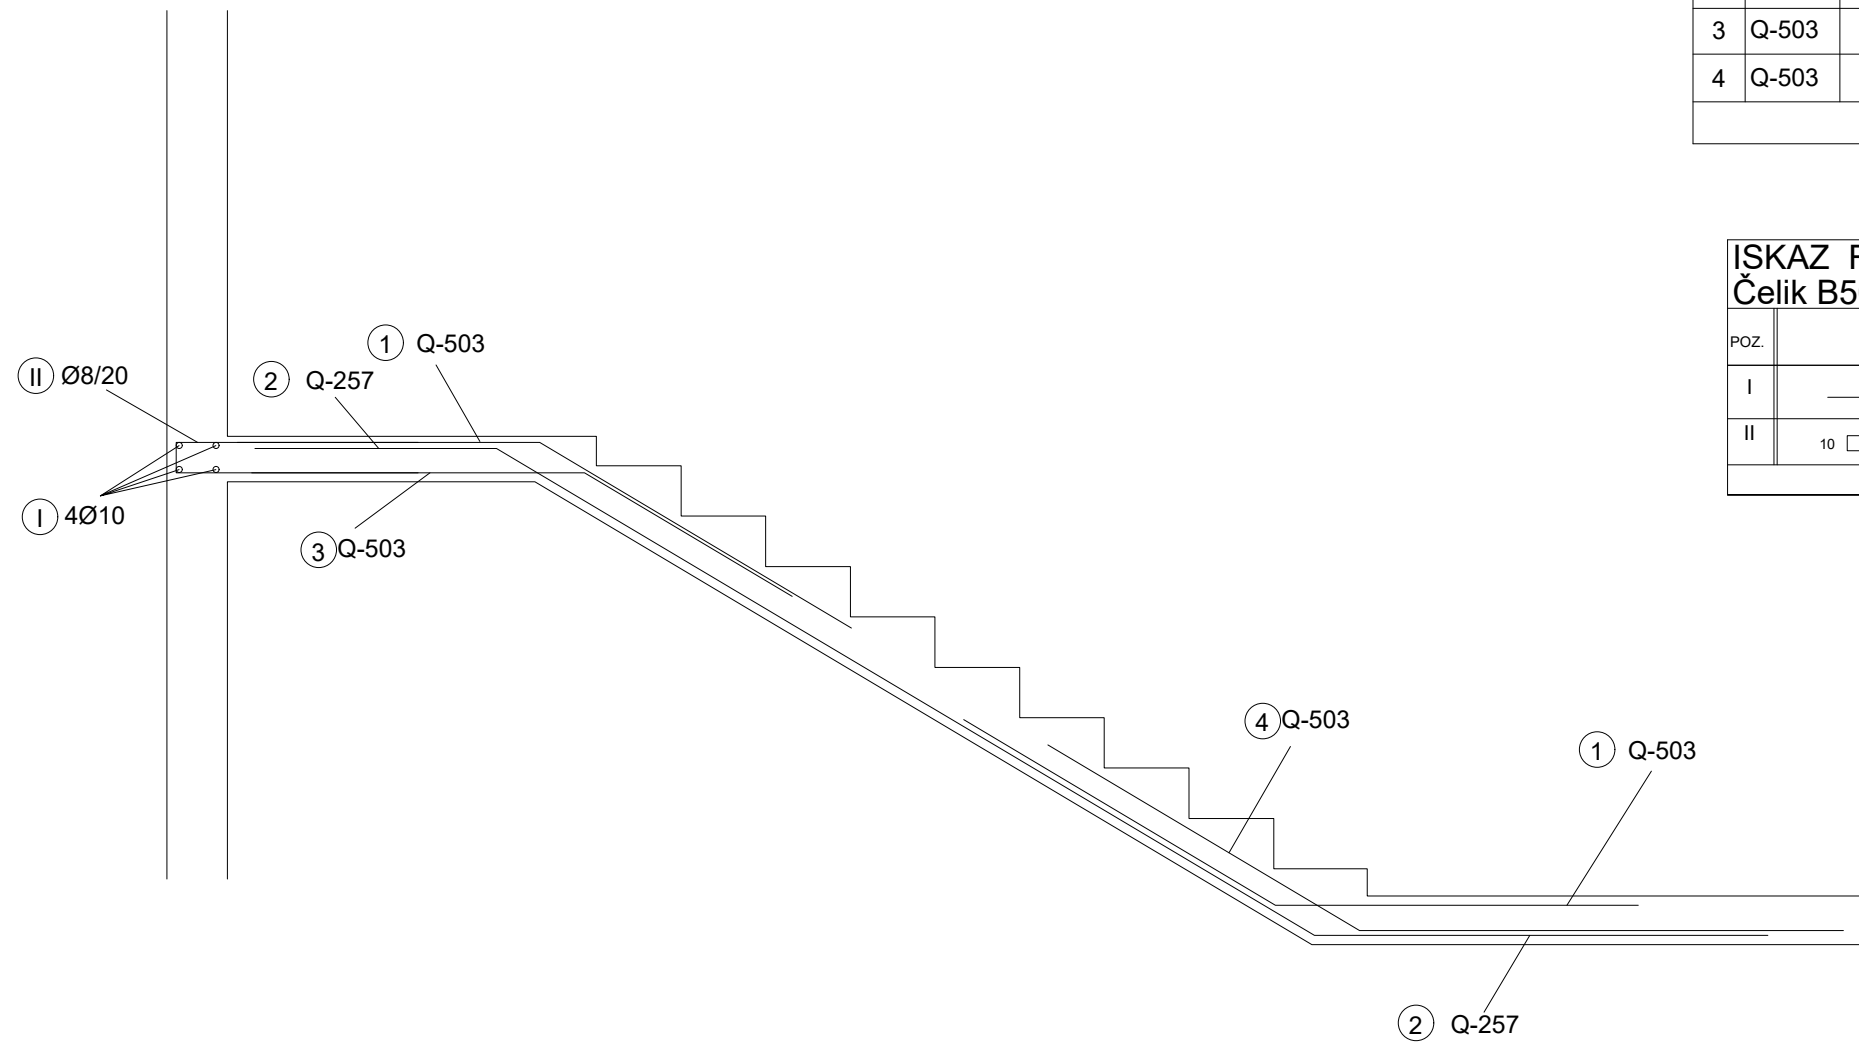 3 Q-503
4 Q-503
ISKAZ
Čelik
POZ.
I
II 10
1 Q-503
II Ø8/20
2 Q-257
I 4Ø10
3 Q-503
4 Q-503
1 Q-503
2 Q-257